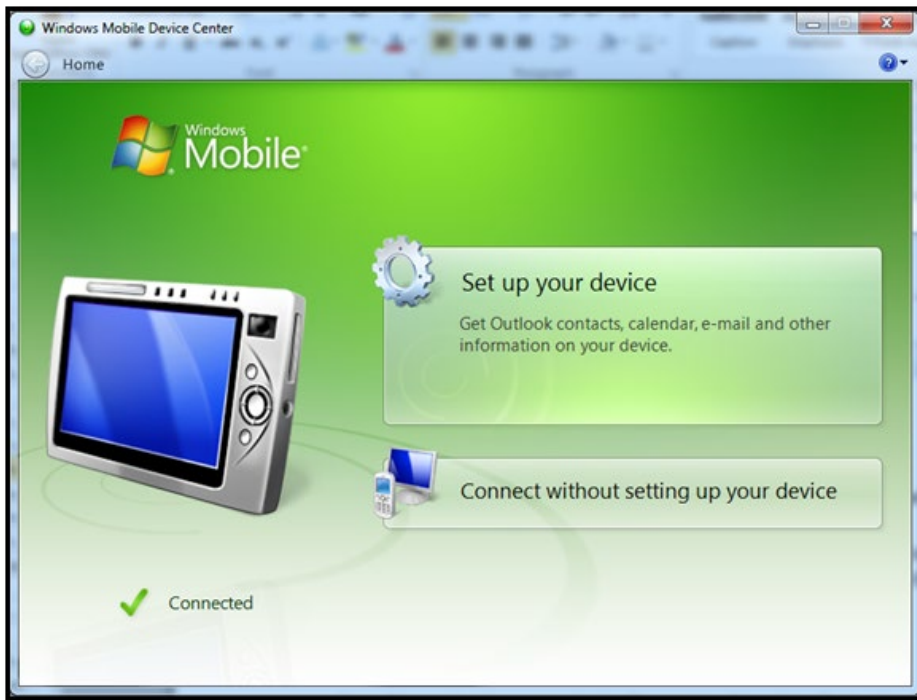 Windows Mobile Device Center
Home
Windows
Mobile®
Set up your device
Get Outlook contacts, calendar, e-mail and other
information on your device.
Connect without setting up your device
Connected